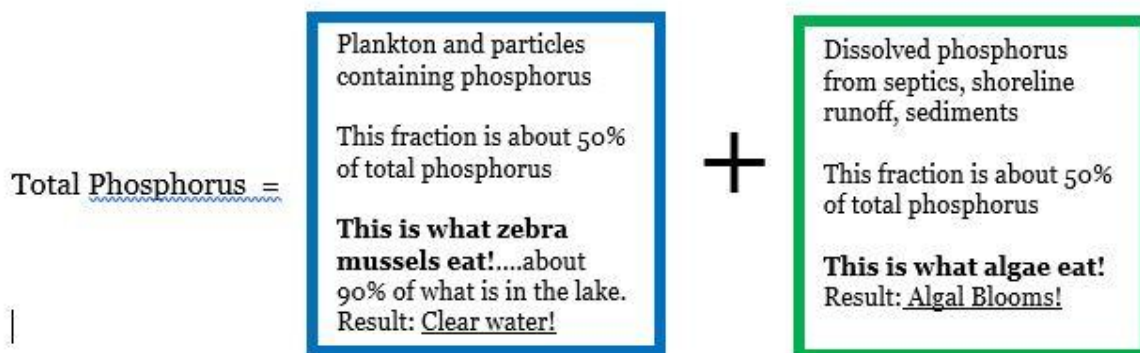 Total Phosphorus =
Plankton and particles
containing phosphorus
This fraction is about 50%
of total phosphorus
This is what zebra
mussels eat!....about
90% of what is in the lake.
Result: Clear water!
+
Dissolved phosphorus
from septics, shoreline
runoff, sediments
This fraction is about 50%
of total phosphorus
This is what algae eat!
Result: Algal Blooms!